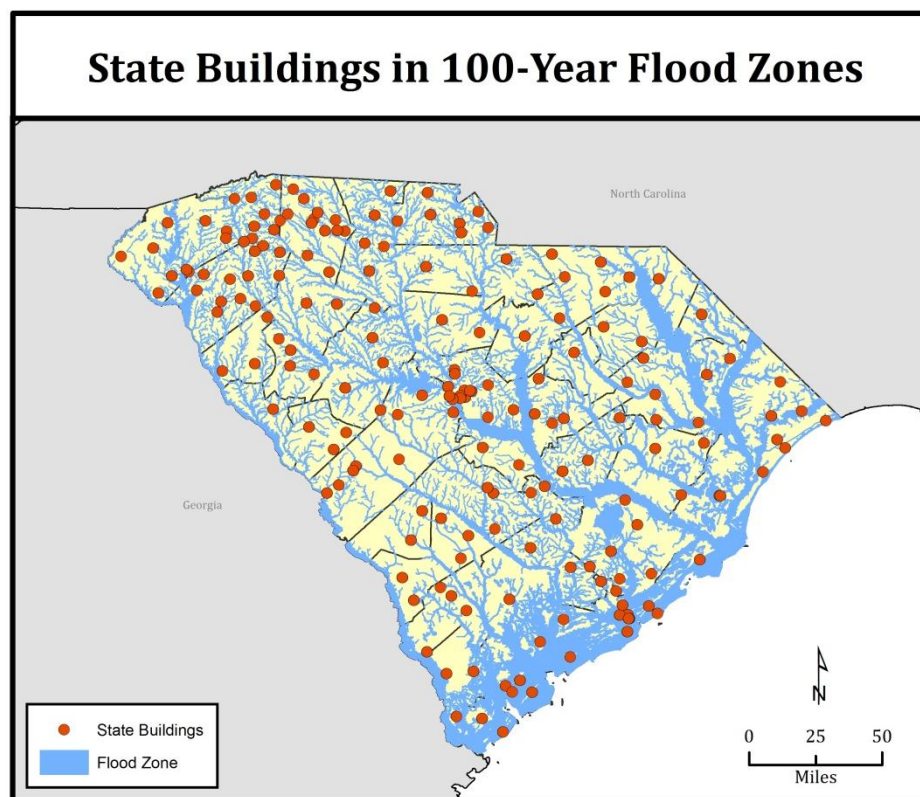 State Buildings in 100-Year Flood Zones
North Carolina
Georgia
State Buildings
Flood Zone
N
0 25 50
Miles